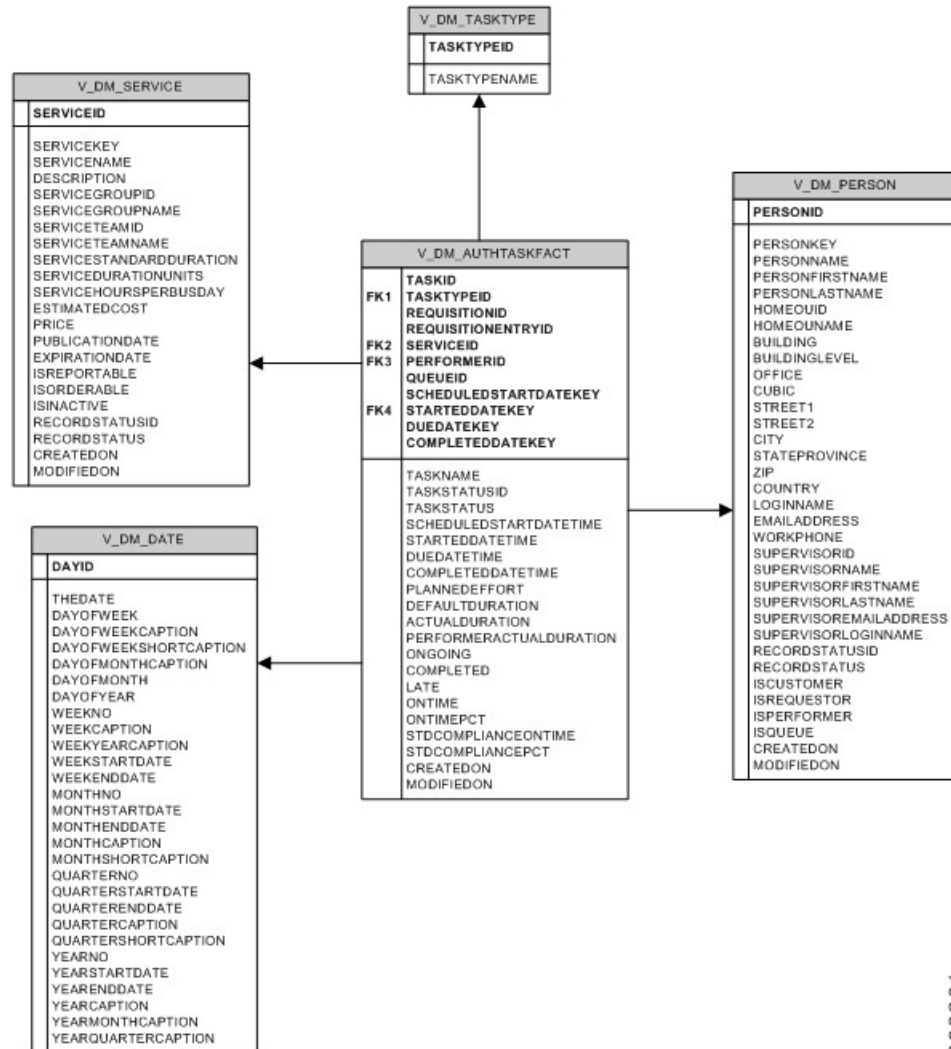 V_DM_TASKTYPE
TASKTYPEID
TASKTYPENAME
V_DM_SERVICE
SERVICEID
SERVICEKEY
SERVICENAME
DESCRIPTION
SERVICEGROUPID
SERVICEGROUPNAME
SERVICETEAMID
SERVICETEAMNAME
SERVICESTANDARDDURATION
SERVICEDURATIONUNITS
SERVICEHOURSPERBUSDAY
ESTIMATEDCOST
PRICE
PUBLICATIONDATE
EXPIRATIONDATE
ISREPORTABLE
ISORDERABLE
ISINACTIVE
RECORDSTATUSID
RECORDSTATUS
CREATEDON
MODIFIEDON
V_DM_AUTHTASKFACT
TASKID
FK1 TASKTYPEID
REQUISITIONID
REQUISITIONENTRYID
FK2 SERVICEID
FK3 PERFORMERID
QUEUEID
SCHEDULEDSTARTDATEKEY
FK4 STARTEDDATEKEY
DUEDATEKEY
COMPLETEDDATEKEY
TASKNAME
TASKSTATUSID
TASKSTATUS
SCHEDULEDSTARTDATETIME
STARTEDDATETIME
DUEDATETIME
COMPLETEDDATETIME
PLANNEDEFFORT
DEFAULTDURATION
ACTUALDURATION
PERFORMERACTUALDURATION
ONGOING
COMPLETED
LATE
ONTIME
ONTIMEPCT
STDCOMPLIANCEONTIME
STDCOMPLIANCEPCT
CREATEDON
MODIFIEDON
V_DM_PERSON
PERSONID
PERSONKEY
PERSONNAME
PERSONFIRSTNAME
PERSONLASTNAME
HOMEOUID
HOMEOUNAME
BUILDING
BUILDINGLEVEL
OFFICE
CUBIC
STREET1
STREET2
CITY
STATEPROVINCE
ZIP
COUNTRY
LOGINNAME
EMAILADDRESS
WORKPHONE
SUPERVISORID
SUPERVISORNAME
SUPERVISORFIRSTNAME
SUPERVISORLASTNAME
SUPERVISOREMAILADDRESS
SUPERVISORLOGINNAME
RECORDSTATUSID
RECORDSTATUS
ISCUSTOMER
ISREQUESTOR
ISPERFORMER
ISQUEUE
CREATEDON
MODIFIEDON
V_DM_DATE
DAYID
THEDATE
DAYOFWEEK
DAYOFWEEKCAPTION
DAYOFWEEKSHORTCAPTION
DAYOFMONTHCAPTION
DAYOFMONTH
DAYOFYEAR
WEEKNO
WEEKCAPTION
WEEKYEARCAPTION
WEEKSTARTDATE
WEEKENDDATE
MONTHNO
MONTHSTARTDATE
MONTHENDDATE
MONTHCAPTION
MONTHSHORTCAPTION
QUARTERNO
QUARTERSTARTDATE
QUARTERENDDATE
QUARTERCAPTION
QUARTERSHORTCAPTION
YEARNO
YEARSTARTDATE
YEARENDDATE
YEARCAPTION
YEARMONTHCAPTION
YEARQUARTERCAPTION